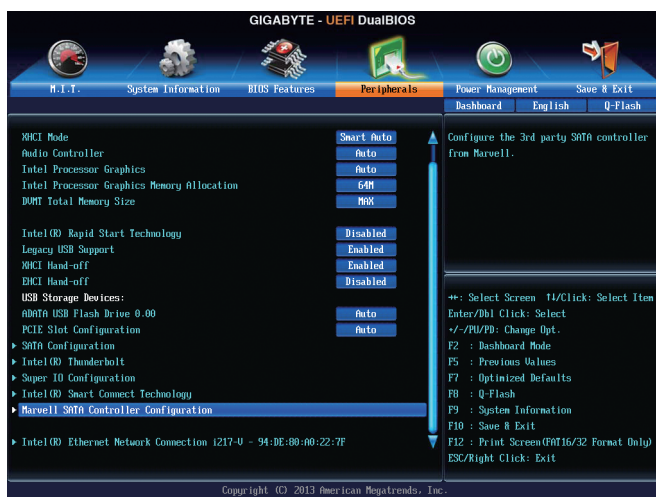 GIGABYTE - UEFI DualBIOS
M.I.T. System Information BIOS Features Peripherals Power Management Save & Exit
Dashboard English Q-Flash
XHCI Mode Smart Auto
Audio Controller Auto
Intel Processor Graphics Auto
Intel Processor Graphics Memory Allocation 64M
DVMT Total Memory Size MAX
Intel(R) Rapid Start Technology Disabled
Legacy USB Support Enabled
XHCI Hand-off Enabled
EHCI Hand-off Disabled
USB Storage Devices:
ADATA USB Flash Drive 0.00 Auto
PCIE Slot Configuration Auto
SATA Configuration
Intel(R) Thunderbolt
Super IO Configuration
Intel(R) Smart Connect Technology
Marvell SATA Controller Configuration
Intel(R) Ethernet Network Connection i217-V - 94:DE:80:A0:22:7F
Configure the 3rd party SATA controller
from Marvell.
↔: Select Screen ↑↓/Click: Select Item
Enter/Dbl Click: Select
+/-/PU/PD: Change Opt.
F2 : Dashboard Mode
F5 : Previous Values
F7 : Optimized Defaults
F8 : Q-Flash
F9 : System Information
F10 : Save & Exit
F12 : Print Screen(FAT16/32 Format Only)
ESC/Right Click: Exit
Copyright (C) 2013 American Megatrends, Inc.